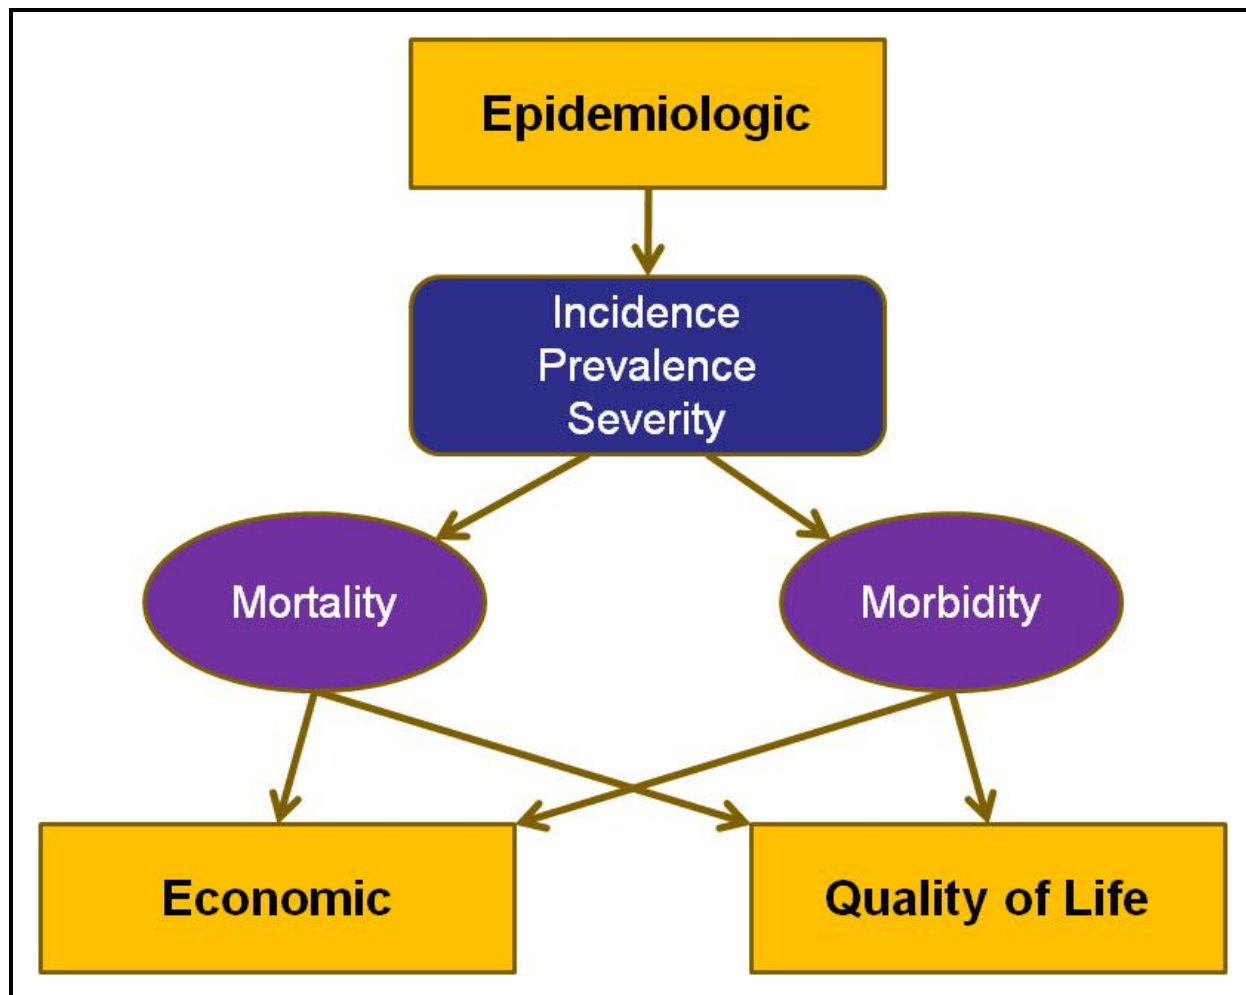 Epidemiologic
Incidence
Prevalence
Severity
Mortality
Morbidity
Economic
Quality of Life